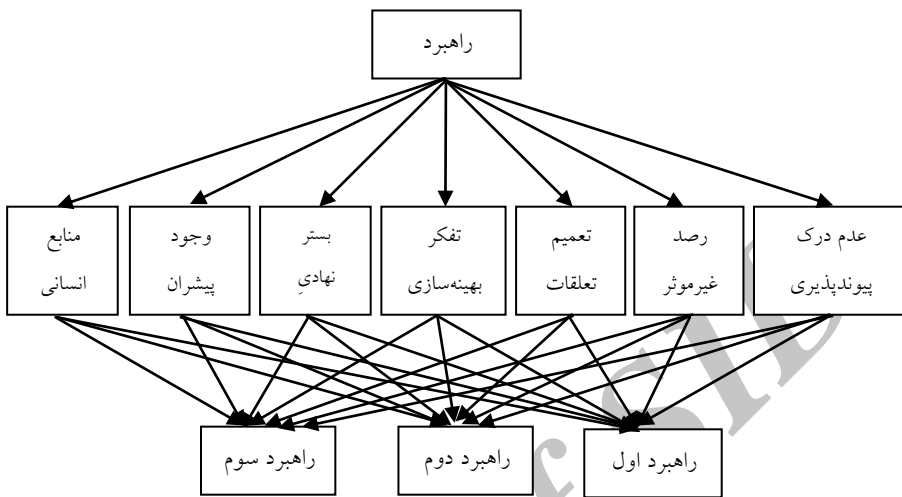 راهبرد
عدم درک
پیوندپذیری
رصد
غیرموثر
تعمیم
تعلقات
تفکر
بهینه‌سازی
بستر
نهادیِ
وجود
پیشران
منابع
انسانی
راهبرد اول
راهبرد دوم
راهبرد سوم